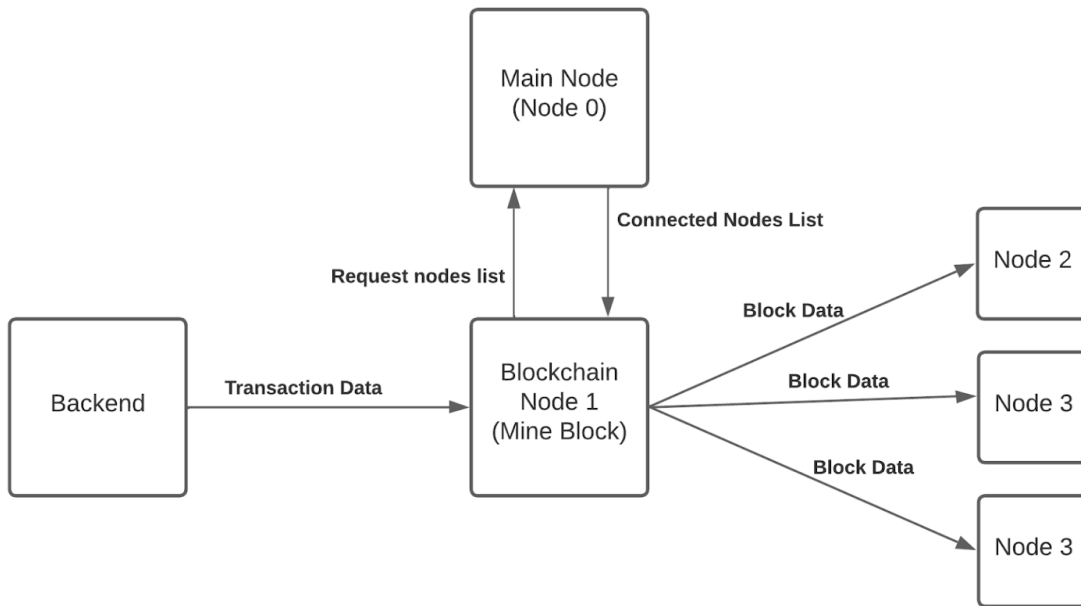 Main Node
(Node 0)
Connected Nodes List
Request nodes list
Node 2
Block Data
Backend
Transaction Data
Blockchain
Node 1
(Mine Block)
Block Data
Node 3
Block Data
Node 3